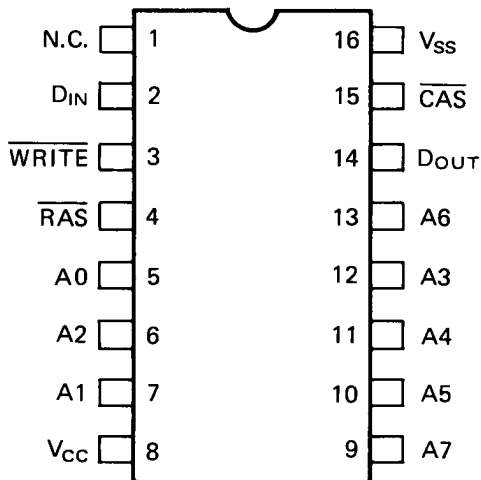 N.C. 1 16 VSS
DIN 2 15 CAS
WRITE 3 14 DOUT
RAS 4 13 A6
A0 5 12 A3
A2 6 11 A4
A1 7 10 A5
VCC 8 9 A7